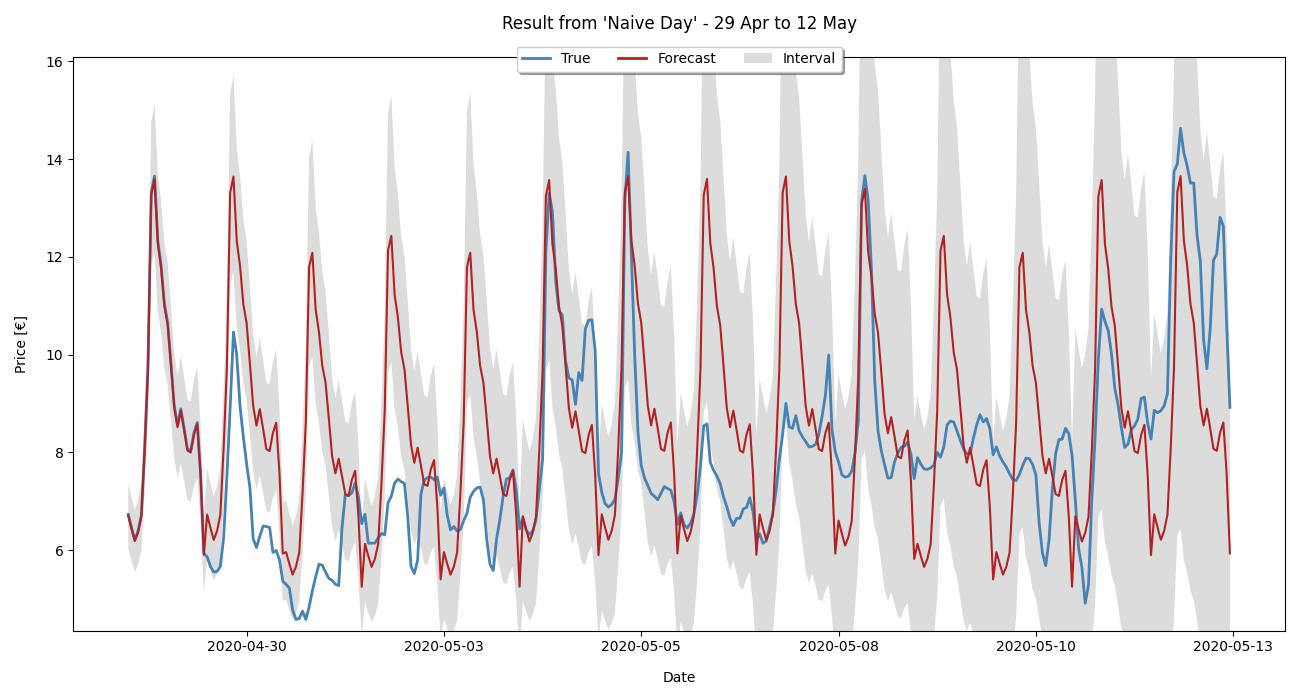 Result from 'Naive Day' - 29 Apr to 12 May
True Forecast Interval
16
14
12
10
8
6
Price [€]
2020-04-30 2020-05-03 2020-05-05 2020-05-08 2020-05-10 2020-05-13
Date